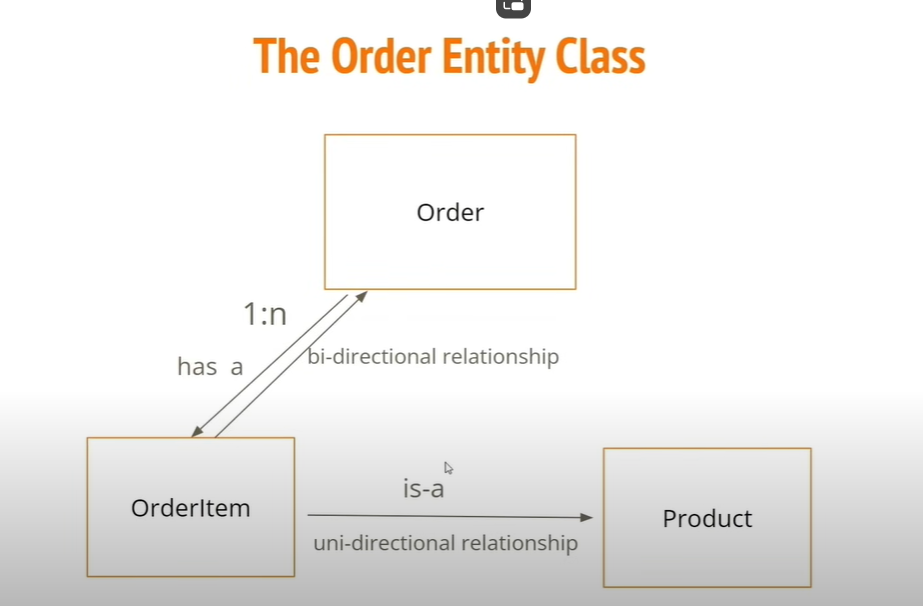 The Order Entity Class
Order
1:n
has a
bi-directional relationship
OrderItem
is-a
uni-directional relationship
Product